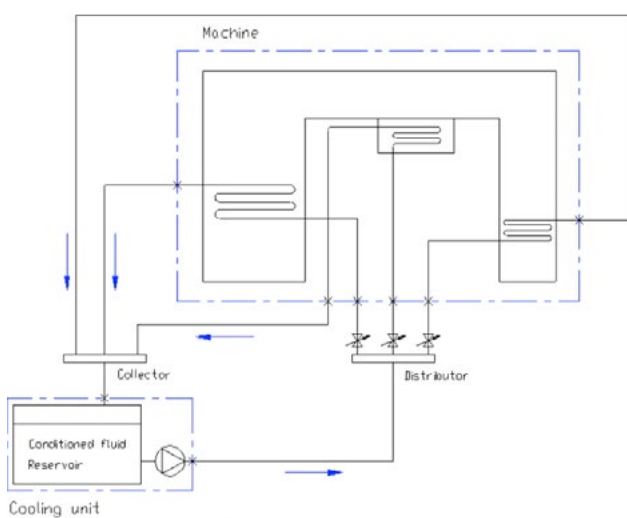 Machine
Collector
Distributor
Conditioned fluid
Reservoir
Cooling unit